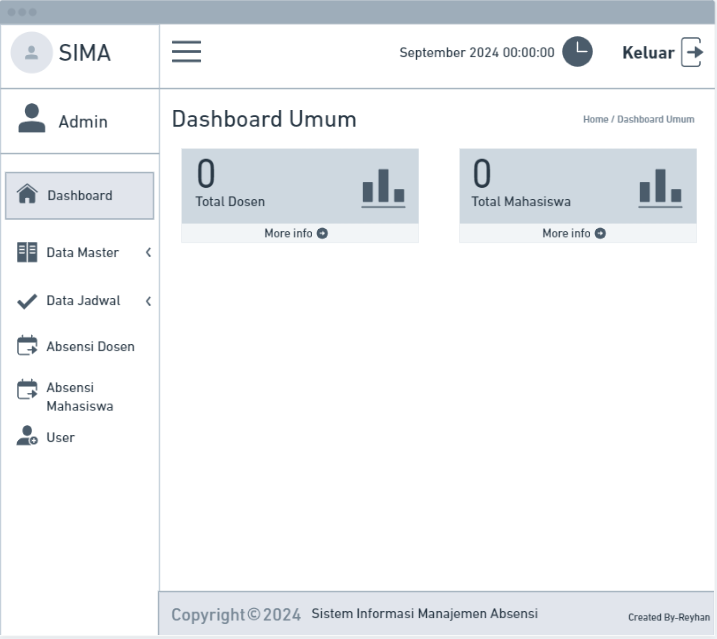 SIMA
September 2024 00:00:00
Keluar
Admin
Dashboard Umum
Home / Dashboard Umum
Dashboard
Data Master
Data Jadwal
Absensi Dosen
Absensi
Mahasiswa
User
0
Total Dosen
More info
0
Total Mahasiswa
More info
Copyright©2024 Sistem Informasi Manajemen Absensi
Created By-Reyhan